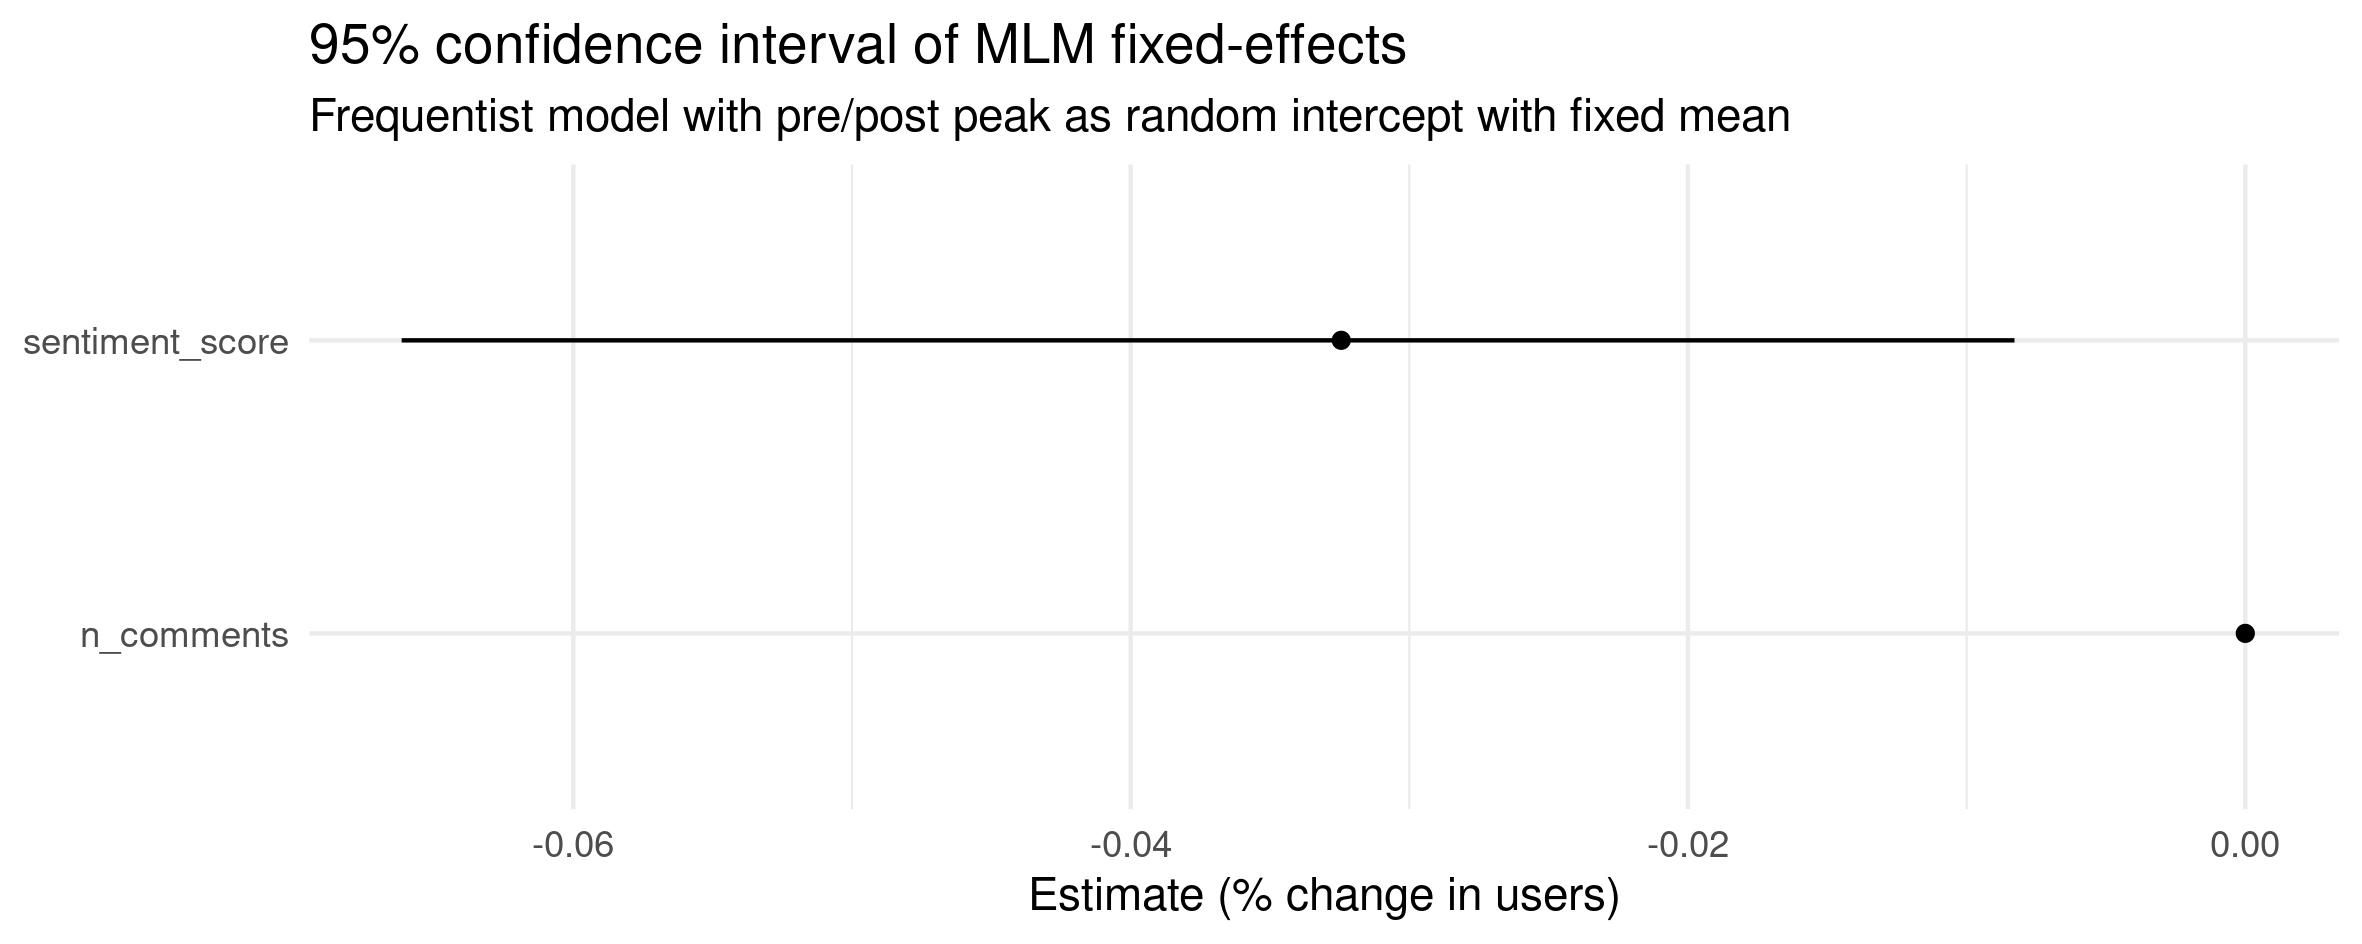 95% confidence interval of MLM fixed-effects
Frequentist model with pre/post peak as random intercept with fixed mean
sentiment_score
n_comments
-0.06 -0.04 -0.02 0.00
Estimate (% change in users)